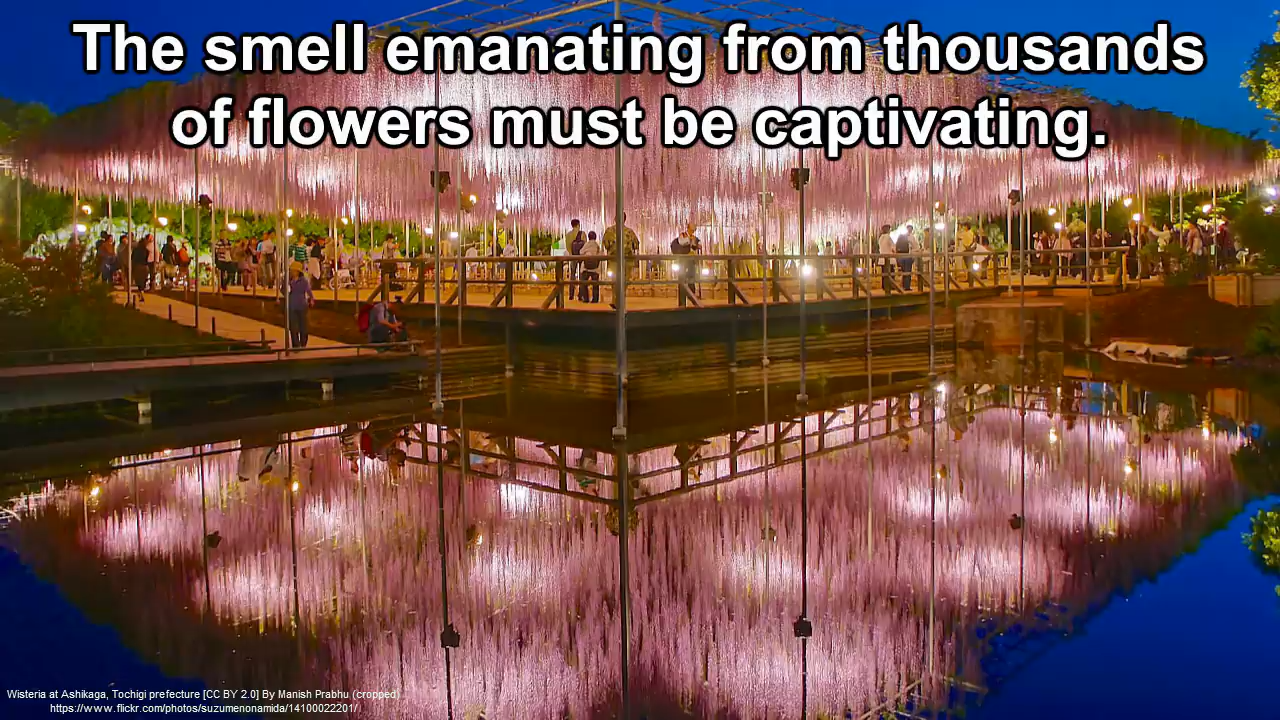 The smell emanating from thousands
of flowers must be captivating.
Wisteria at Ashikaga, Tochigi prefecture [CC BY 2.0] By Manish Prabhu (cropped)
https://www.flickr.com/photos/suzumenonamida/14100022201/